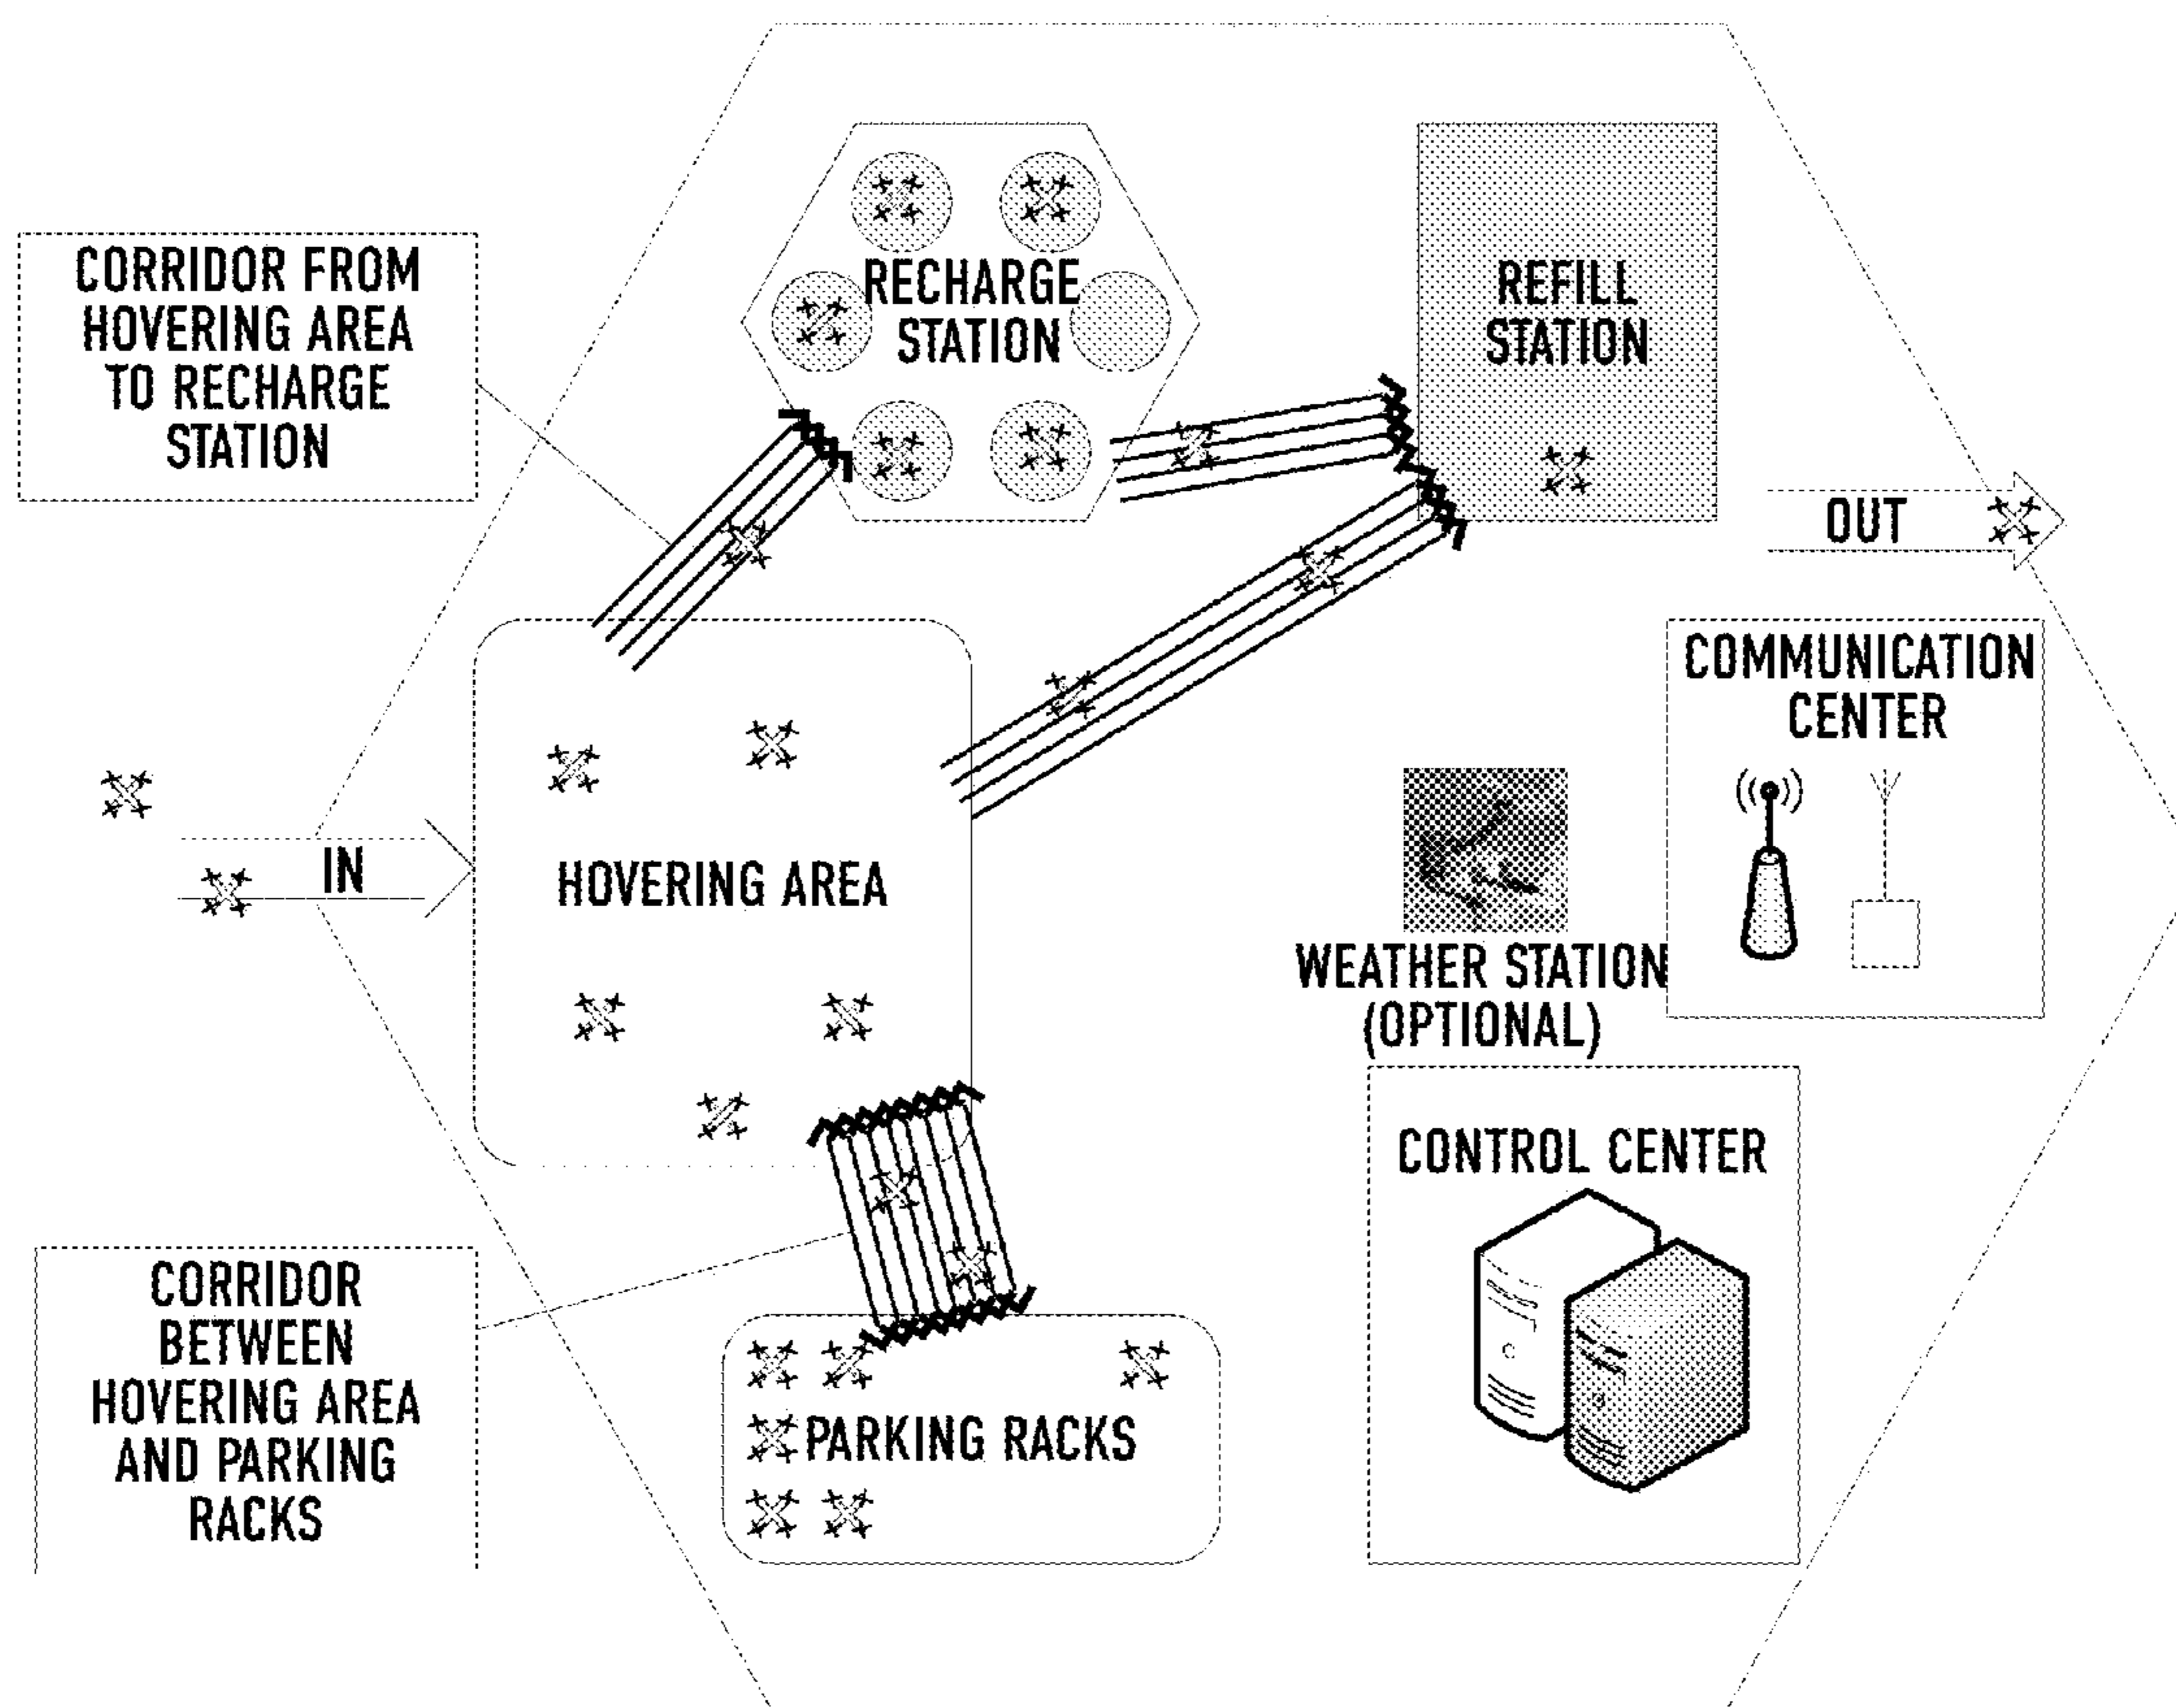 CORRIDOR FROM
HOVERING AREA
TO RECHARGE
STATION
RECHARGE
STATION
REFILL
STATION
OUT
COMMUNICATION
CENTER
IN
HOVERING AREA
WEATHER STATION
(OPTIONAL)
CONTROL CENTER
CORRIDOR
BETWEEN
HOVERING AREA
AND PARKING
RACKS
PARKING RACKS